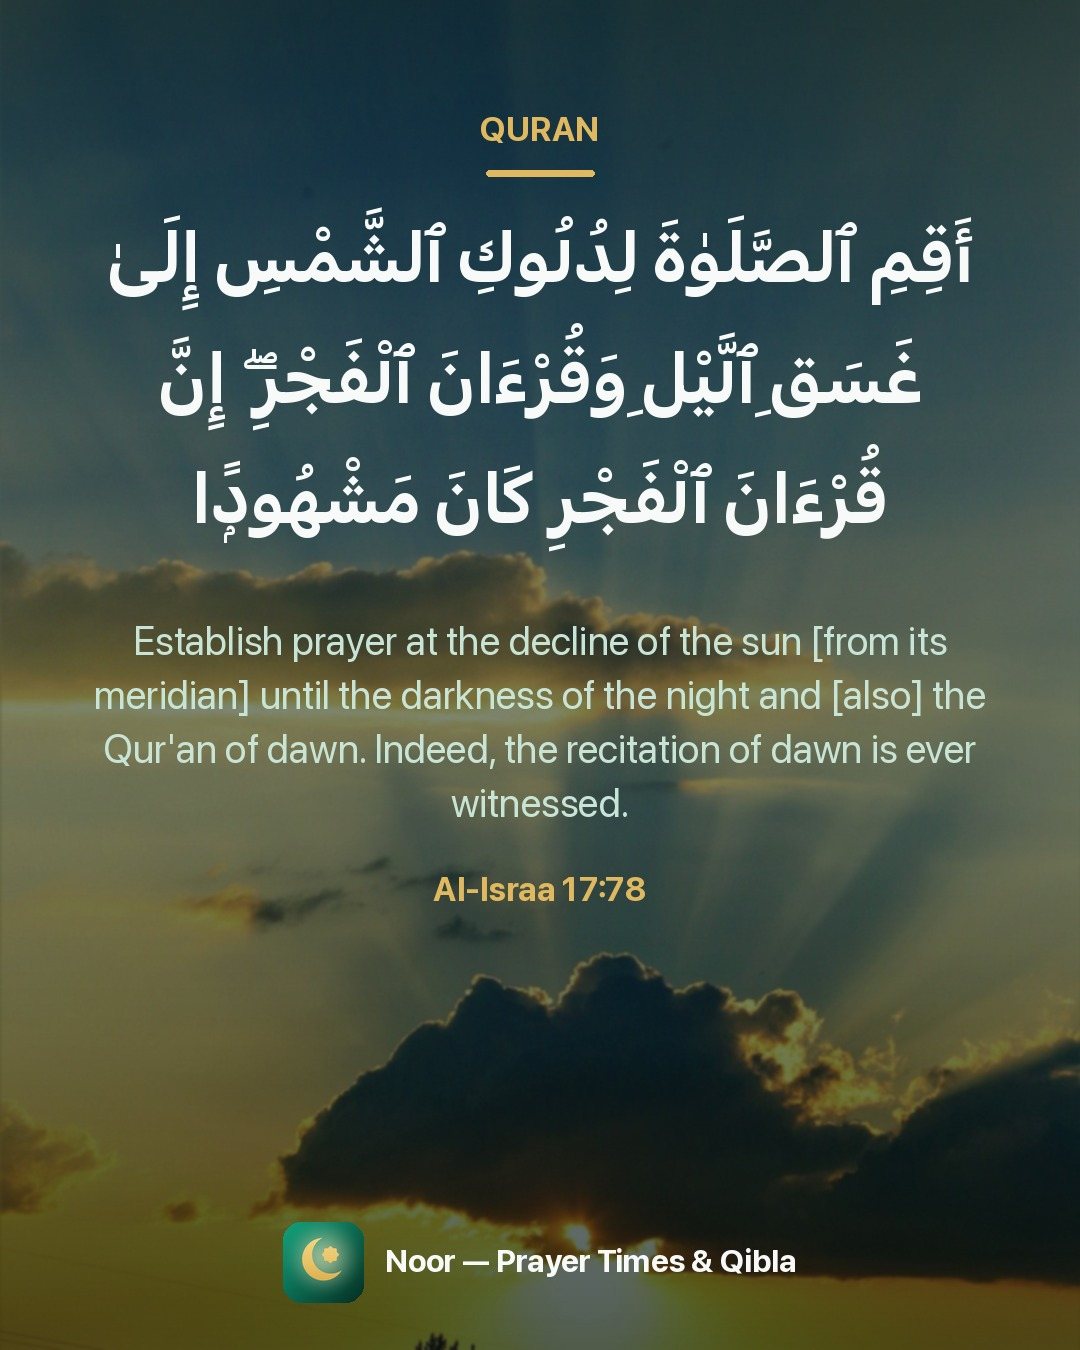 QURAN
أَقِمِ ٱلصَّلَوٰةَ لِدُلُوكِ ٱلشَّمْسِ إِلَىٰ
غَسَقِ ٱلَّيْلِ وَقُرْءَانَ ٱلْفَجْرِ ۖ إِنَّ
قُرْءَانَ ٱلْفَجْرِ كَانَ مَشْهُودًۭا
Establish prayer at the decline of the sun [from its
meridian] until the darkness of the night and [also] the
Qur'an of dawn. Indeed, the recitation of dawn is ever
witnessed.
Al-Israa 17:78
Noor — Prayer Times & Qibla